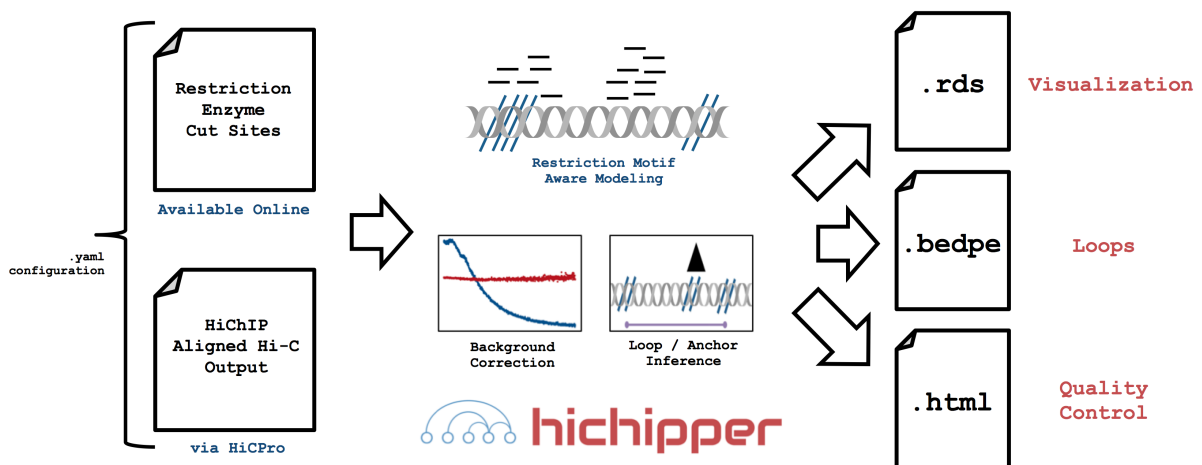 .yaml
configuration
Restriction
Enzyme
Cut Sites
Available Online
HiChIP
Aligned Hi-C
Output
via HiCPro
Restriction Motif
Aware Modeling
Background
Correction
Loop / Anchor
Inference
hichipper
.rds
Visualization
.bedpe
Loops
.html
Quality
Control